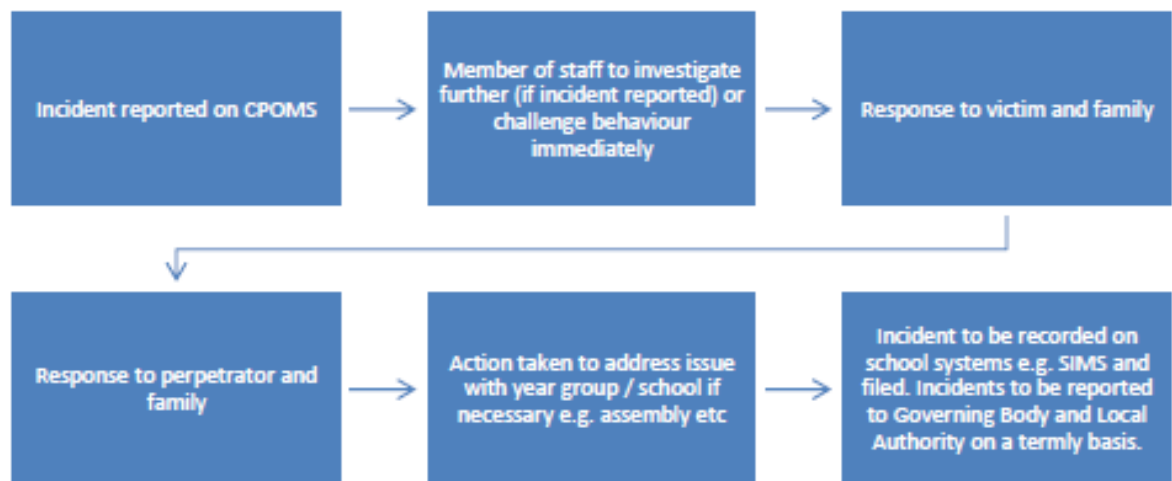 Incident reported on CPOMS
Member of staff to investigate
further (if incident reported) or
challenge behaviour
immediately
Response to victim and family
Response to perpetrator and
family
Action taken to address issue
with year group / school if
necessary e.g. assembly etc
Incident to be recorded on
school systems e.g. SIMS and
filed. Incidents to be reported
to Governing Body and Local
Authority on a termly basis.